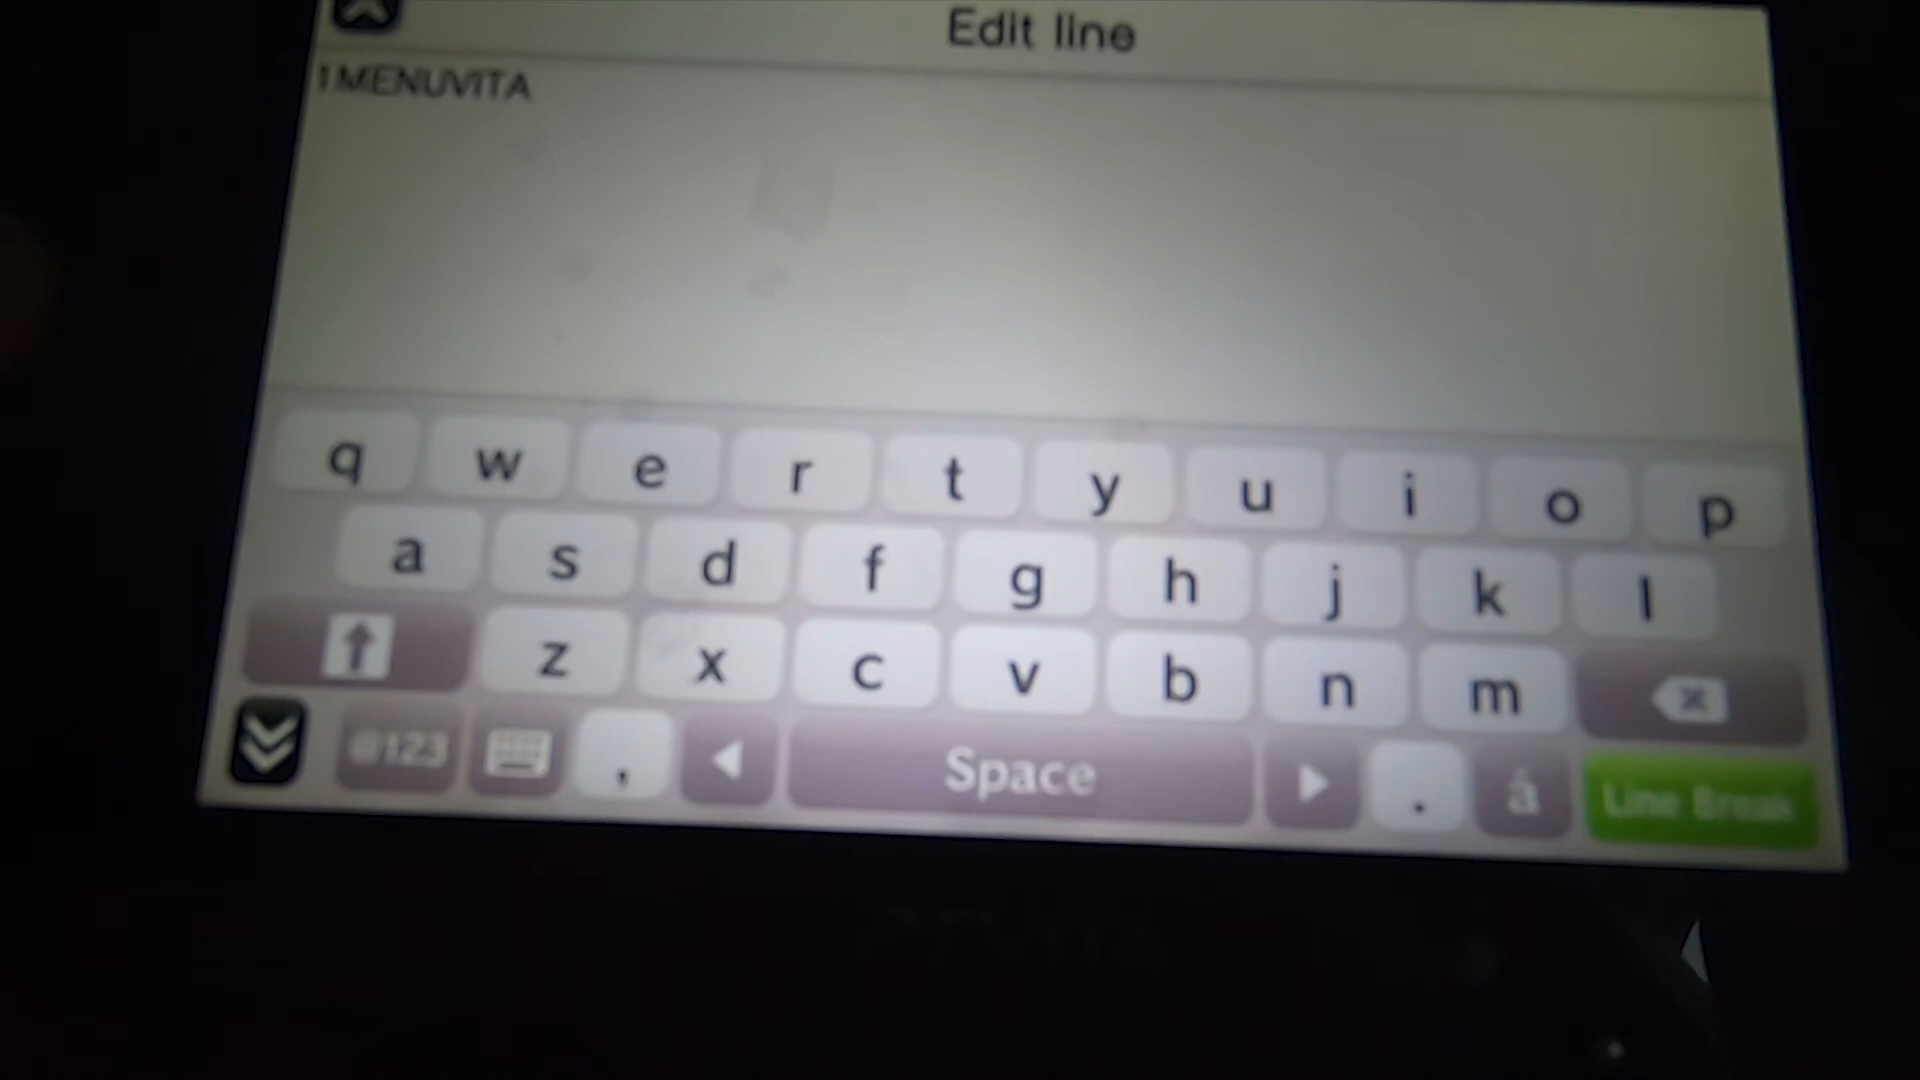 Edit line
1MENUVITA
q w e r t y u i o p
a s d f g h j k l
z x c v b n m
@123 , Space . à Line Break